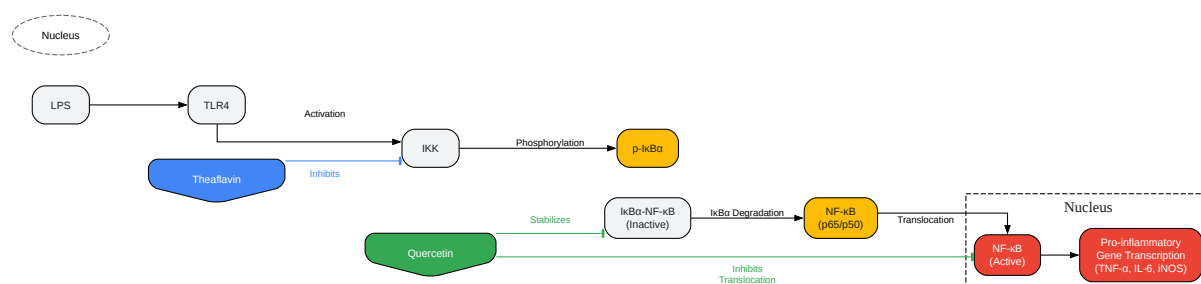 Nucleus
LPS
TLR4
Activation
IKK
Phosphorylation
p-IκBα
Theaflavin
Inhibits
IκBα-NF-κB
(Inactive)
IκBα Degradation
NF-κB
(p65/p50)
Translocation
Nucleus
Stabilizes
Quercetin
Inhibits
Translocation
NF-κB
(Active)
Pro-inflammatory
Gene Transcription
(TNF-α, IL-6, iNOS)